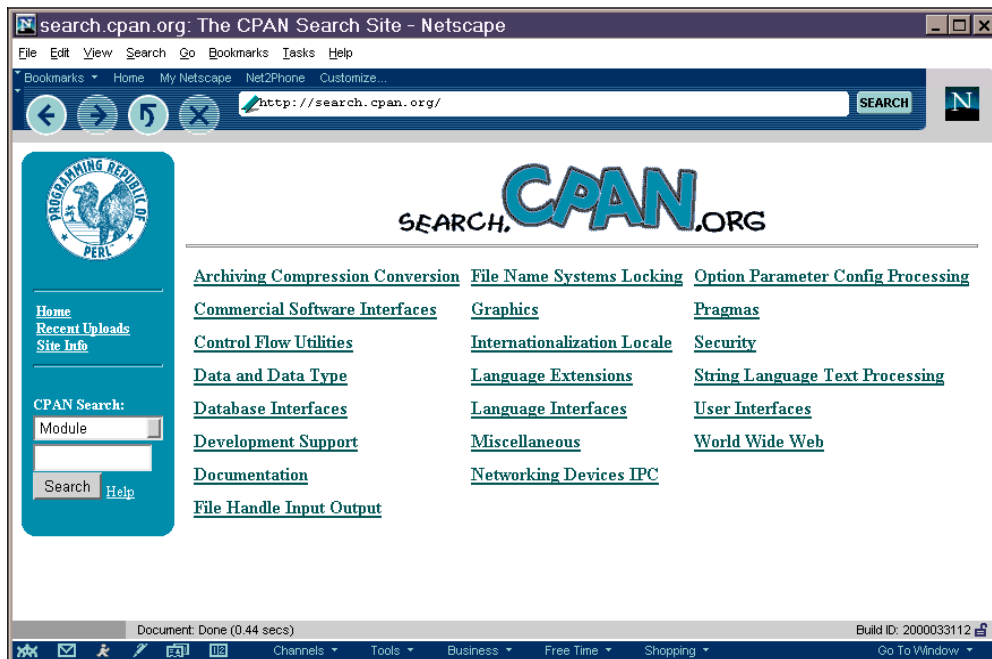 search.cpan.org: The CPAN Search Site - Netscape
File Edit View Search Go Bookmarks Tasks Help
Bookmarks Home My Netscape Net2Phone Customize...
http://search.cpan.org/
SEARCH
N
PROGRAMMING REPUBLIC OF PERL
SEARCH.CPAN.ORG
Home
Recent Uploads
Site Info
CPAN Search:
Module
Search Help
Archiving Compression Conversion File Name Systems Locking Option Parameter Config Processing
Commercial Software Interfaces Graphics Pragmas
Control Flow Utilities Internationalization Locale Security
Data and Data Type Language Extensions String Language Text Processing
Database Interfaces Language Interfaces User Interfaces
Development Support Miscellaneous World Wide Web
Documentation Networking Devices IPC
File Handle Input Output
Document: Done (0.44 secs)
Build ID: 2000033112
Channels Tools Business Free Time Shopping Go To Window